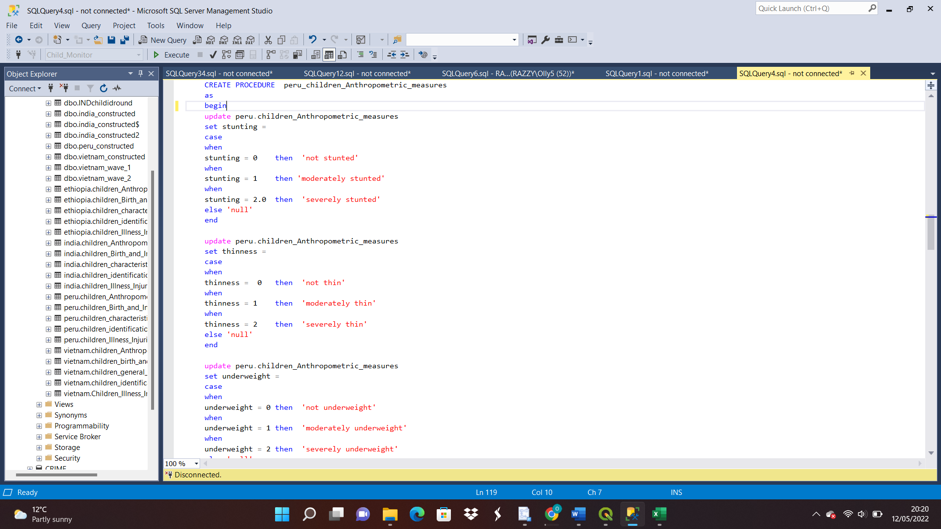 SQLQuery4.sql - not connected* - Microsoft SQL Server Management Studio
Quick Launch (Ctrl+Q)
File Edit View Query Project Tools Window Help
New Query
Child_Monitor Execute
Object Explorer
SQLQuery34.sql - not connected* SQLQuery12.sql - not connected* SQLQuery6.sql - RA...(RAZZY\Olly5 (52))* SQLQuery1.sql - not connected* SQLQuery4.sql - not connected*
Connect
dbo.INDchildidround
dbo.india_constructed
dbo.india_constructed$
dbo.india_constructed2
dbo.peru_constructed
dbo.vietnam_constructed
dbo.vietnam_wave_1
dbo.vietnam_wave_2
ethiopia.children_Anthrop
ethiopia.children_Birth_and
ethiopia.children_characte
ethiopia.children_identific
ethiopia.children_Illness_I
india.children_Anthropom
india.children_Birth_and_In
india.children_characterist
india.children_identificatio
india.children_Illness_Injur
peru.children_Anthropome
peru.children_Birth_and_Ir
peru.children_characterist
peru.children_identificatio
peru.children_Illness_Injuri
vietnam.children_Anthrop
vietnam.children_birth_and
vietnam.children_general_
vietnam.children_identific
vietnam.Children_Illness_Ir
Views
Synonyms
Programmability
Service Broker
Storage
Security
CRIME
CREATE PROCEDURE peru_children_Anthropometric_measures
as
begin
update peru.children_Anthropometric_measures
set stunting =
case
when
stunting = 0 then 'not stunted'
when
stunting = 1 then 'moderately stunted'
when
stunting = 2.0 then 'severely stunted'
else 'null'
end
update peru.children_Anthropometric_measures
set thinness =
case
when
thinness = 0 then 'not thin'
when
thinness = 1 then 'moderately thin'
when
thinness = 2 then 'severely thin'
else 'null'
end
update peru.children_Anthropometric_measures
set underweight =
case
when
underweight = 0 then 'not underweight'
when
underweight = 1 then 'moderately underweight'
when
underweight = 2 then 'severely underweight'
100 %
Disconnected.
Ready Ln 119 Col 10 Ch 7 INS
12°C
Partly sunny
20:20
12/05/2022